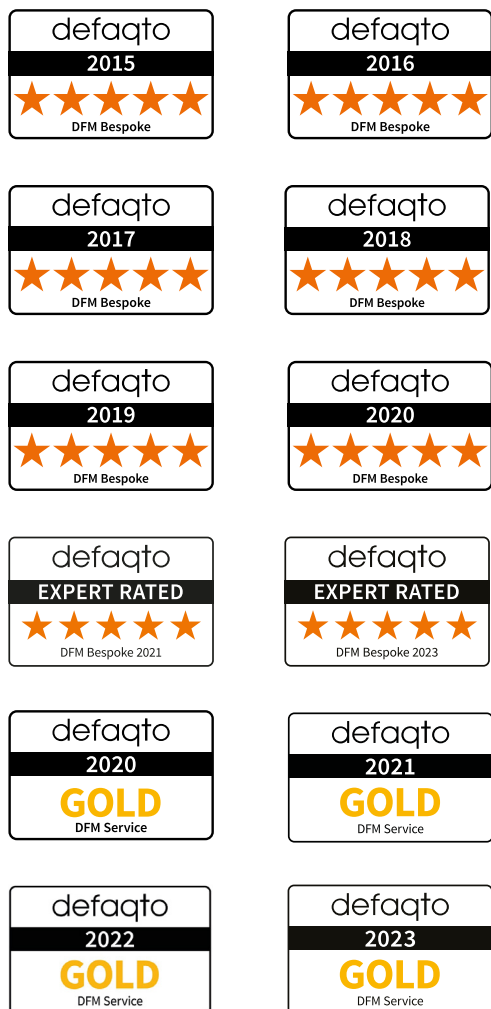 defaqto
2015
DFM Bespoke
defaqto
2016
DFM Bespoke
defaqto
2017
DFM Bespoke
defaqto
2018
DFM Bespoke
defaqto
2019
DFM Bespoke
defaqto
2020
DFM Bespoke
defaqto
EXPERT RATED
DFM Bespoke 2021
defaqto
EXPERT RATED
DFM Bespoke 2023
defaqto
2020
GOLD
DFM Service
defaqto
2021
GOLD
DFM Service
defaqto
2022
GOLD
DFM Service
defaqto
2023
GOLD
DFM Service